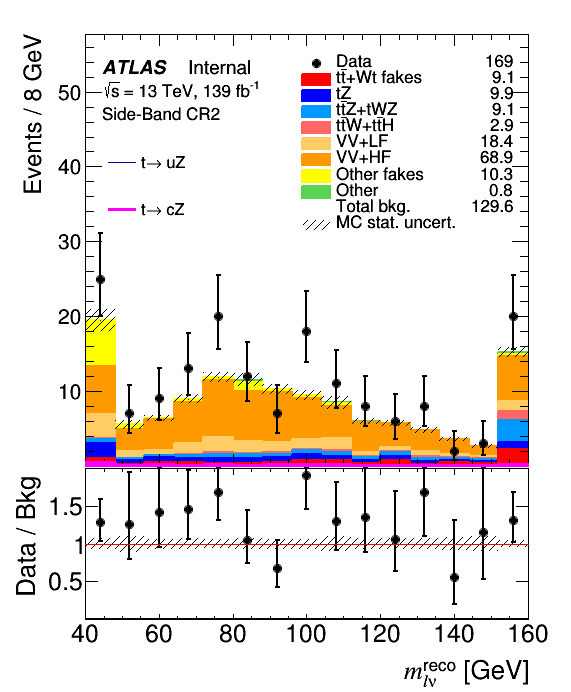 ATLAS Internal
√s = 13 TeV, 139 fb⁻¹
Side-Band CR2
t→ uZ
t→ cZ
Data 169
tt̄+Wt fakes 9.1
tZ 9.9
tt̄Z+tWZ 9.1
tt̄W+tt̄H 2.9
VV+LF 18.4
VV+HF 68.9
Other fakes 10.3
Other 0.8
Total bkg. 129.6
MC stat. uncert.
Events / 8 GeV
50
40
30
20
10
Data / Bkg
1.5
1
0.5
40 60 80 100 120 140 160
m_{lν}^{reco} [GeV]